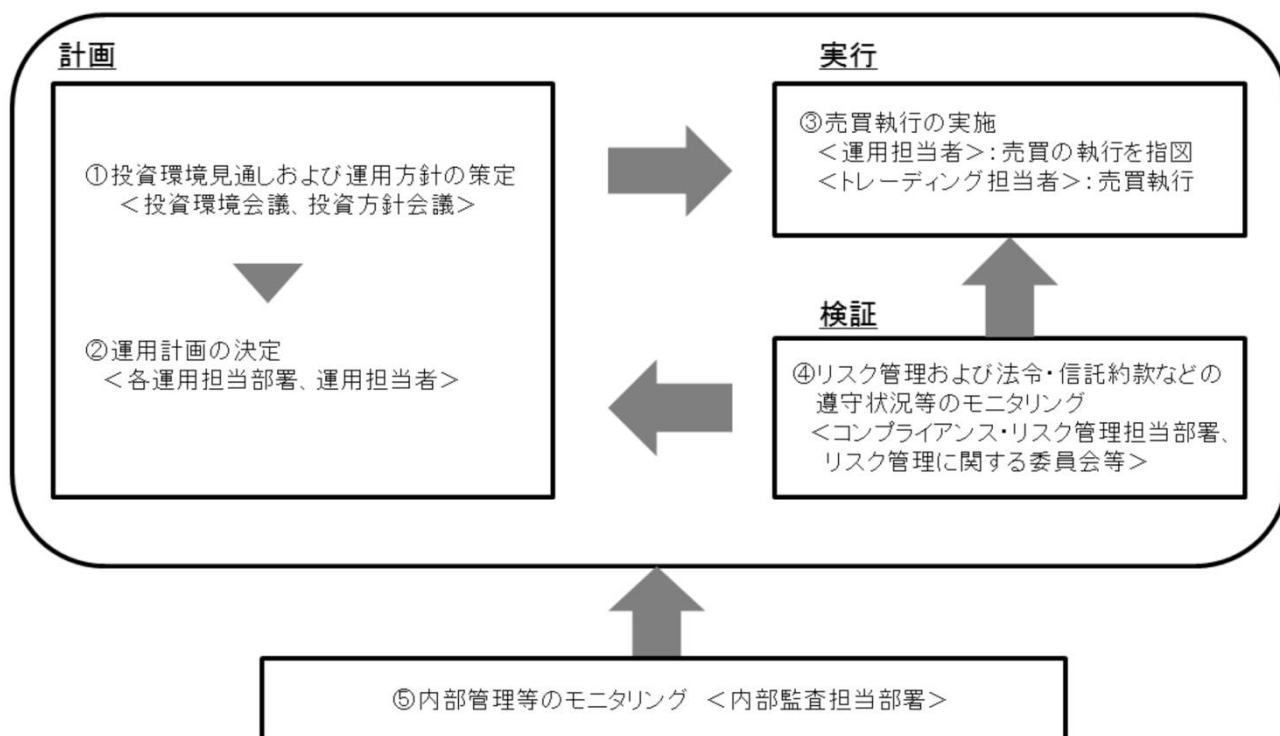 計画
①投資環境見通しおよび運用方針の策定
＜投資環境会議、投資方針会議＞
②運用計画の決定
＜各運用担当部署、運用担当者＞
実行
③売買執行の実施
＜運用担当者＞：売買の執行を指図
＜トレーディング担当者＞：売買執行
検証
④リスク管理および法令・信託約款などの
遵守状況等のモニタリング
＜コンプライアンス・リスク管理担当部署、
リスク管理に関する委員会等＞
⑤内部管理等のモニタリング ＜内部監査担当部署＞